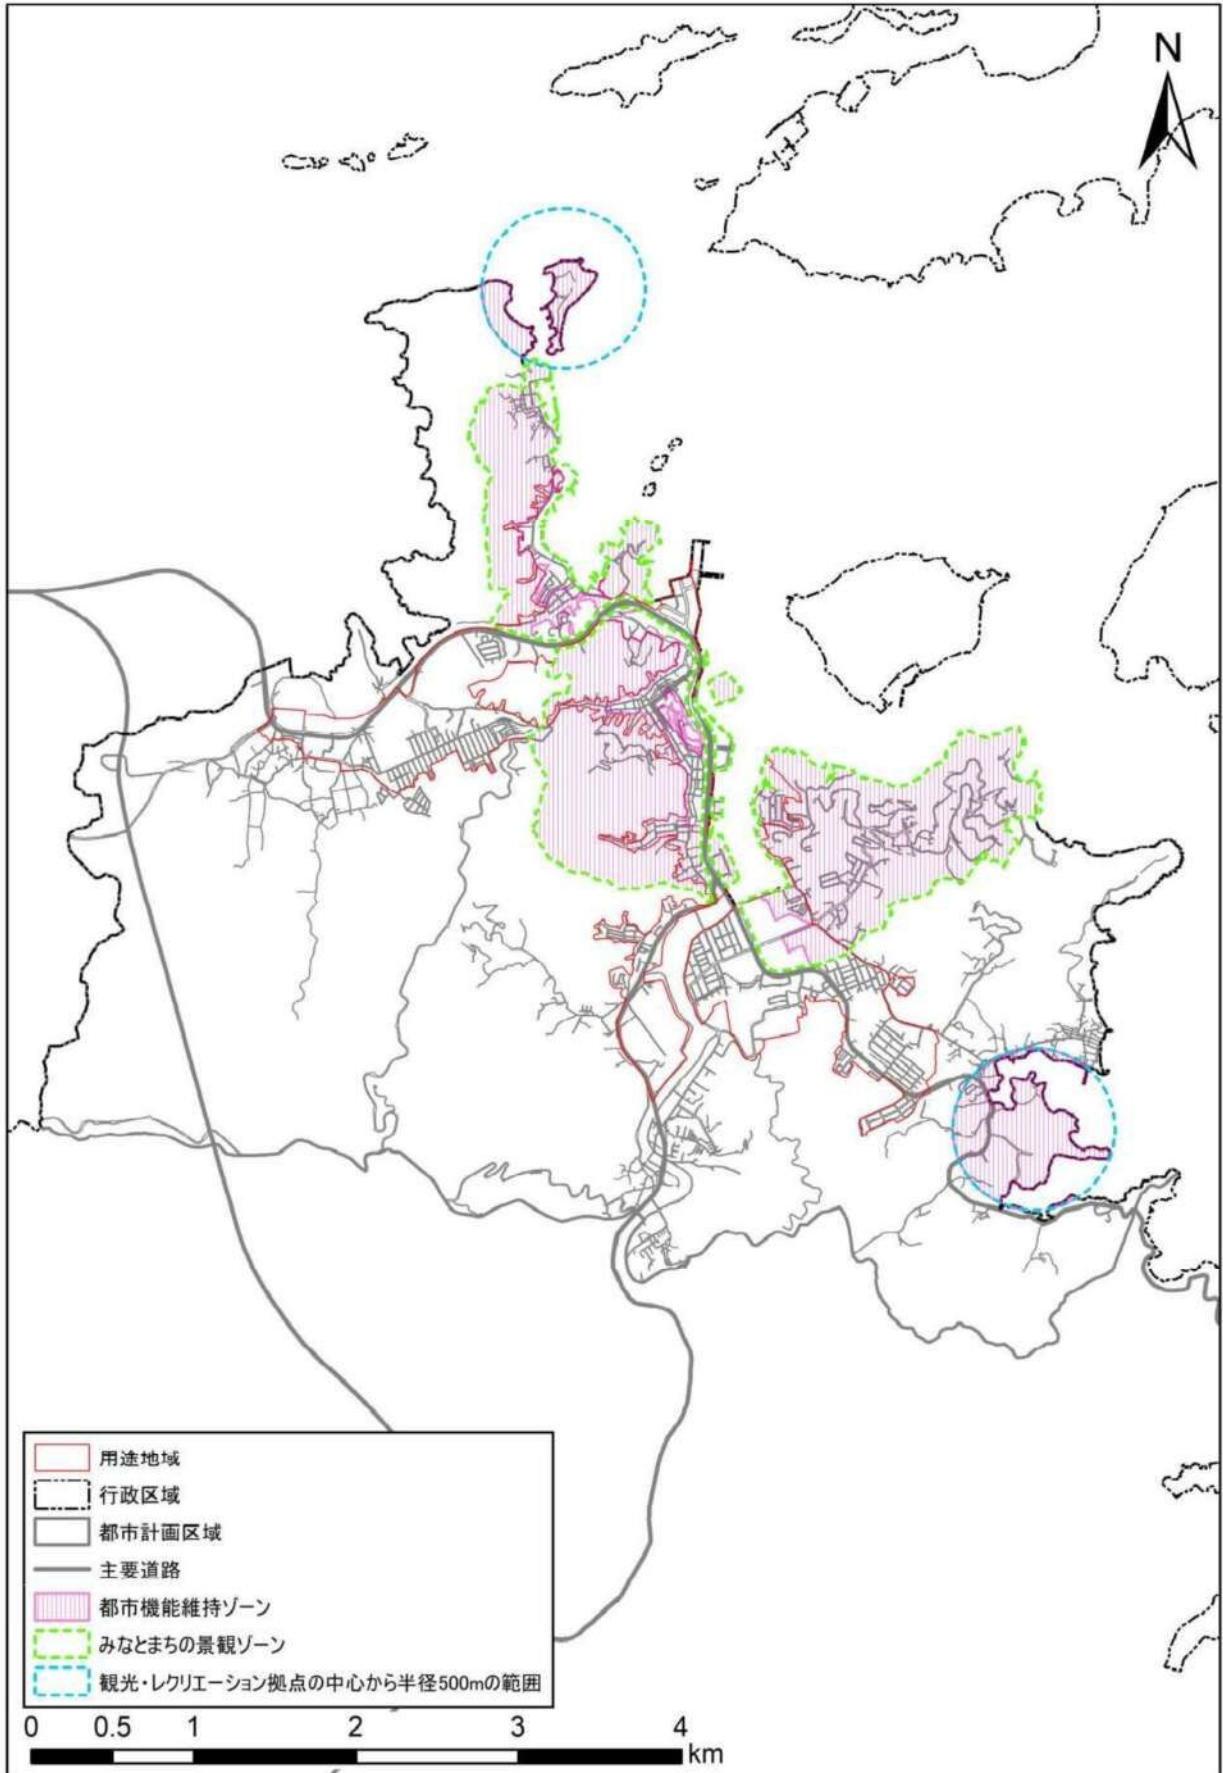 N
用途地域
行政区域
都市計画区域
主要道路
都市機能維持ゾーン
みなとまちの景観ゾーン
観光・レクリエーション拠点の中心から半径500mの範囲
0 0.5 1 2 3 4
km